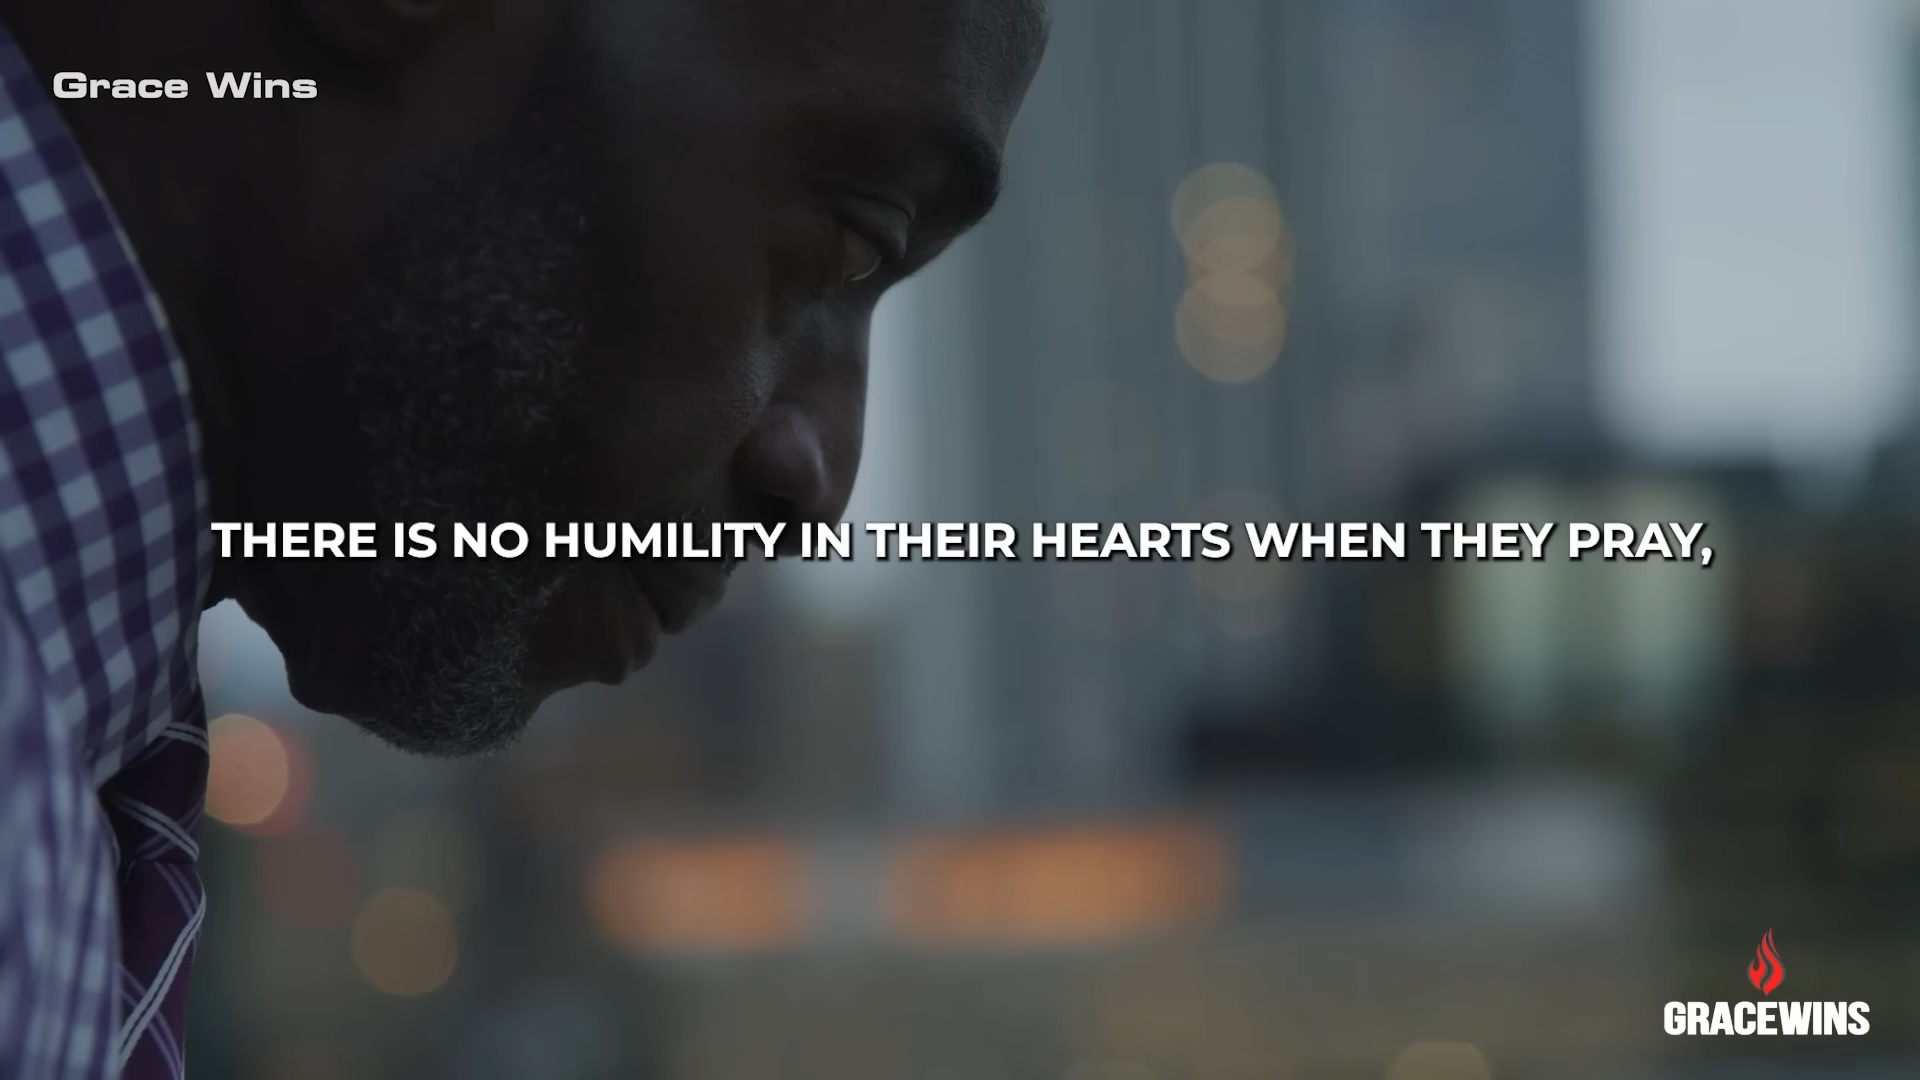 Grace Wins
THERE IS NO HUMILITY IN THEIR HEARTS WHEN THEY PRAY,
GRACEWINS